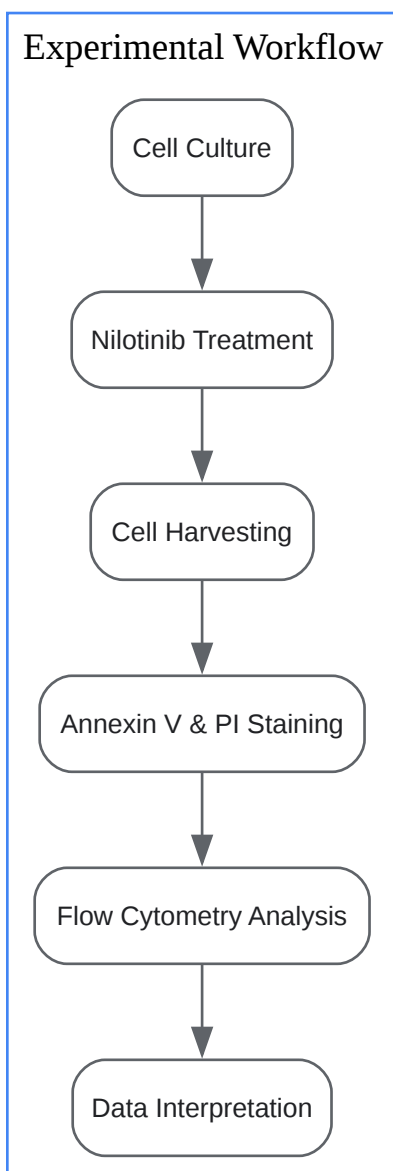 Experimental Workflow
Cell Culture
Nilotinib Treatment
Cell Harvesting
Annexin V & PI Staining
Flow Cytometry Analysis
Data Interpretation